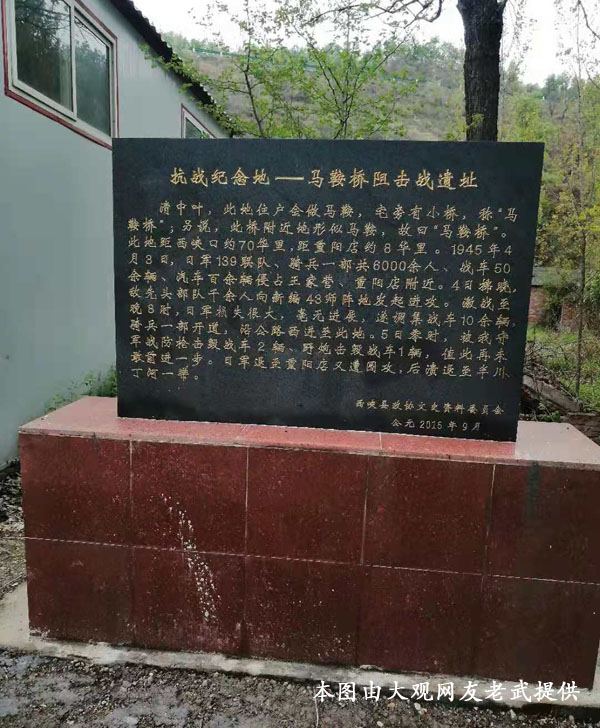 抗战纪念地——马鞍桥阻击战遗址
清中叶，此地住户会做马鞍，宅旁有小桥，称“马
鞍桥”；另说，此桥附近地形似马鞍，故曰“马鞍桥”。
此地距西峡口约70华里，距重阳店约8华里。1945年4
月3日，日军139联队、骑兵一部共6000余人、战车50
余辆、汽车百余辆侵占王家营、重阳店附近。4日拂晓，
敌先头部队千余人向新编43师阵地发起进攻。激战至
晚8时，日军损失很大，毫无进展。遂调集战车10余辆，
骑兵一部开道，沿公路西进至此地。5日黎时，被我守
军战防枪击毁战车2辆、野炮击毁战车1辆，值此再未
敢前进一步。日军退至重阳店又遭围攻，后溃退至半川
丁河一带。
西峡县政协文史资料委员会
公元2015年9月
本图由大观网友老武提供